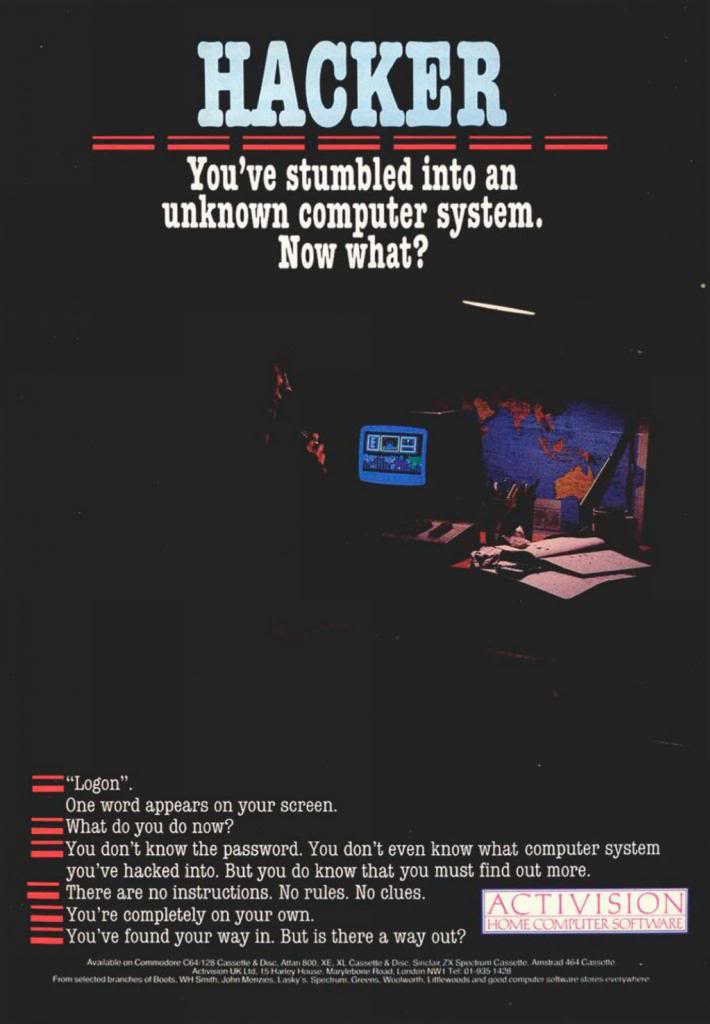 HACKER
You've stumbled into an
unknown computer system.
Now what?
"Logon".
One word appears on your screen.
What do you do now?
You don't know the password. You don't even know what computer system
you've hacked into. But you do know that you must find out more.
There are no instructions. No rules. No clues.
You're completely on your own.
You've found your way in. But is there a way out?
ACTIVISION
HOME COMPUTER SOFTWARE
Available on Commodore C64/128 Cassette & Disc, Attari 800, XE, XL Cassette & Disc. Sinclair ZX Spectrum Cassette, Amstrad 464 Cassette
Activision UK Ltd, 15 Harley House, Marylebone Road, London NW1 Tel: 01-935 1428
From selected branches of Boots, WH Smith, John Menzies, Lasky's, Spectrum, Greens, Woolworth, Littlewoods and good computer software stores everywhere.